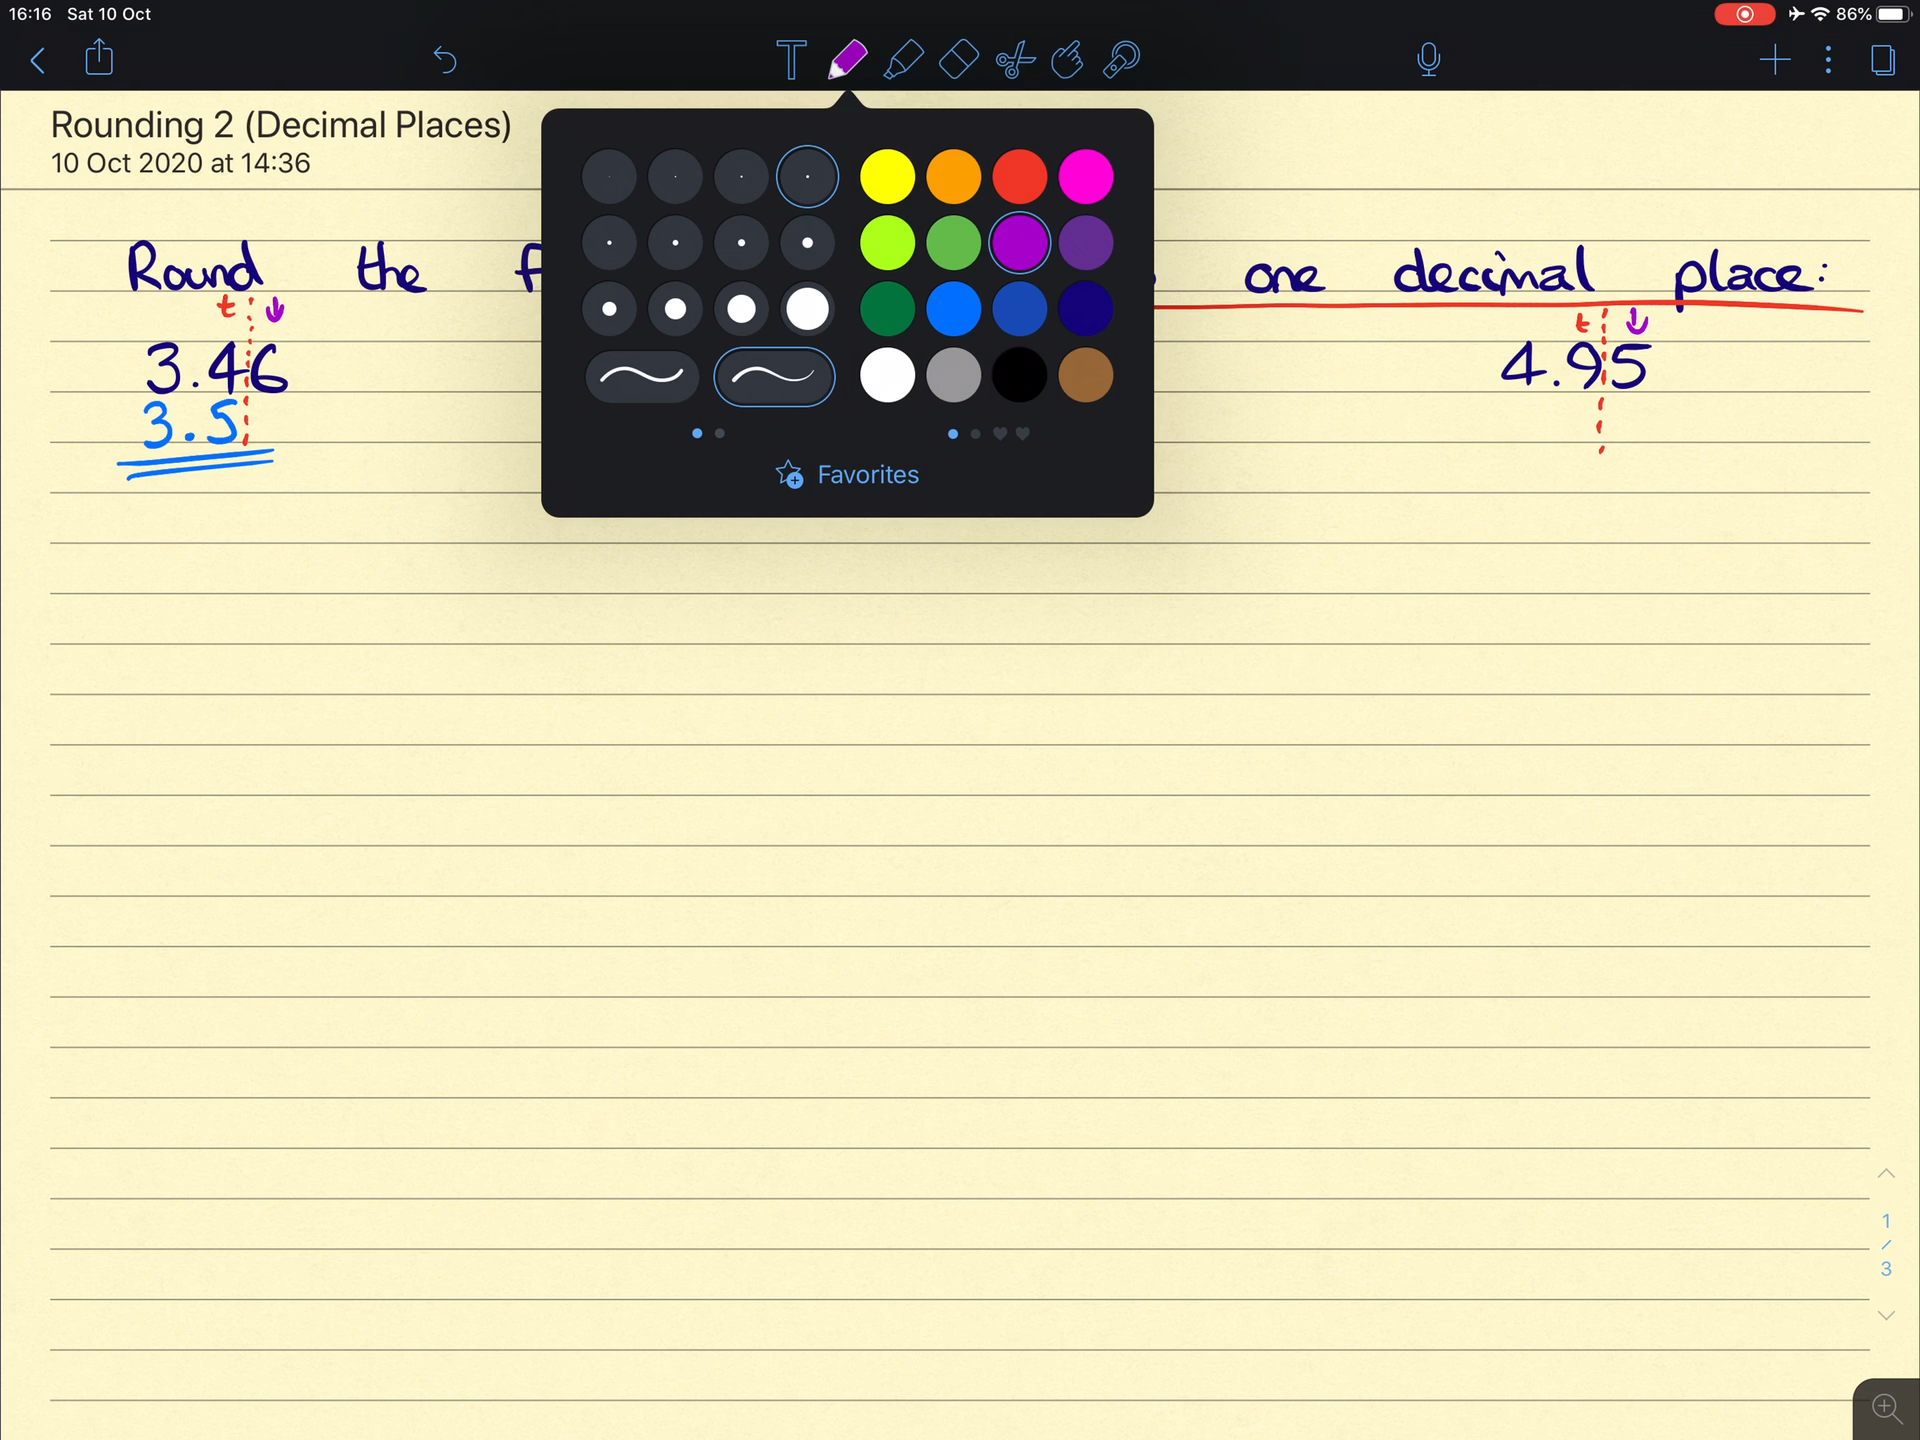 16:16 Sat 10 Oct
86%
T
Rounding 2 (Decimal Places)
10 Oct 2020 at 14:36
Round the one decimal place:
t t
3.46 4.95
3.5
Favorites
1
/
3